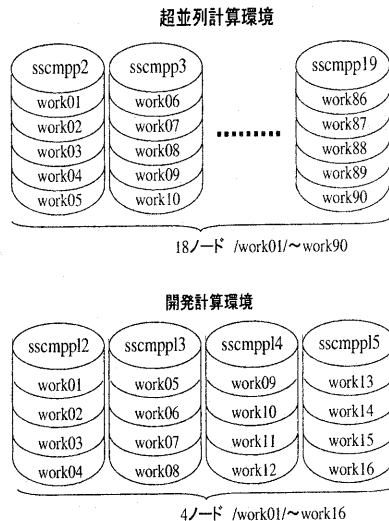 超並列計算環境
sscmpp2 sscmpp3 sscmpp19
work01 work06 work86
work02 work07 work87
work03 work08 ......... work88
work04 work09 work89
work05 work10 work90
18ノード /work01/~work90
開発計算環境
sscmppl2 sscmppl3 sscmppl4 sscmppl5
work01 work05 work09 work13
work02 work06 work10 work14
work03 work07 work11 work15
work04 work08 work12 work16
4ノード /work01/~work16